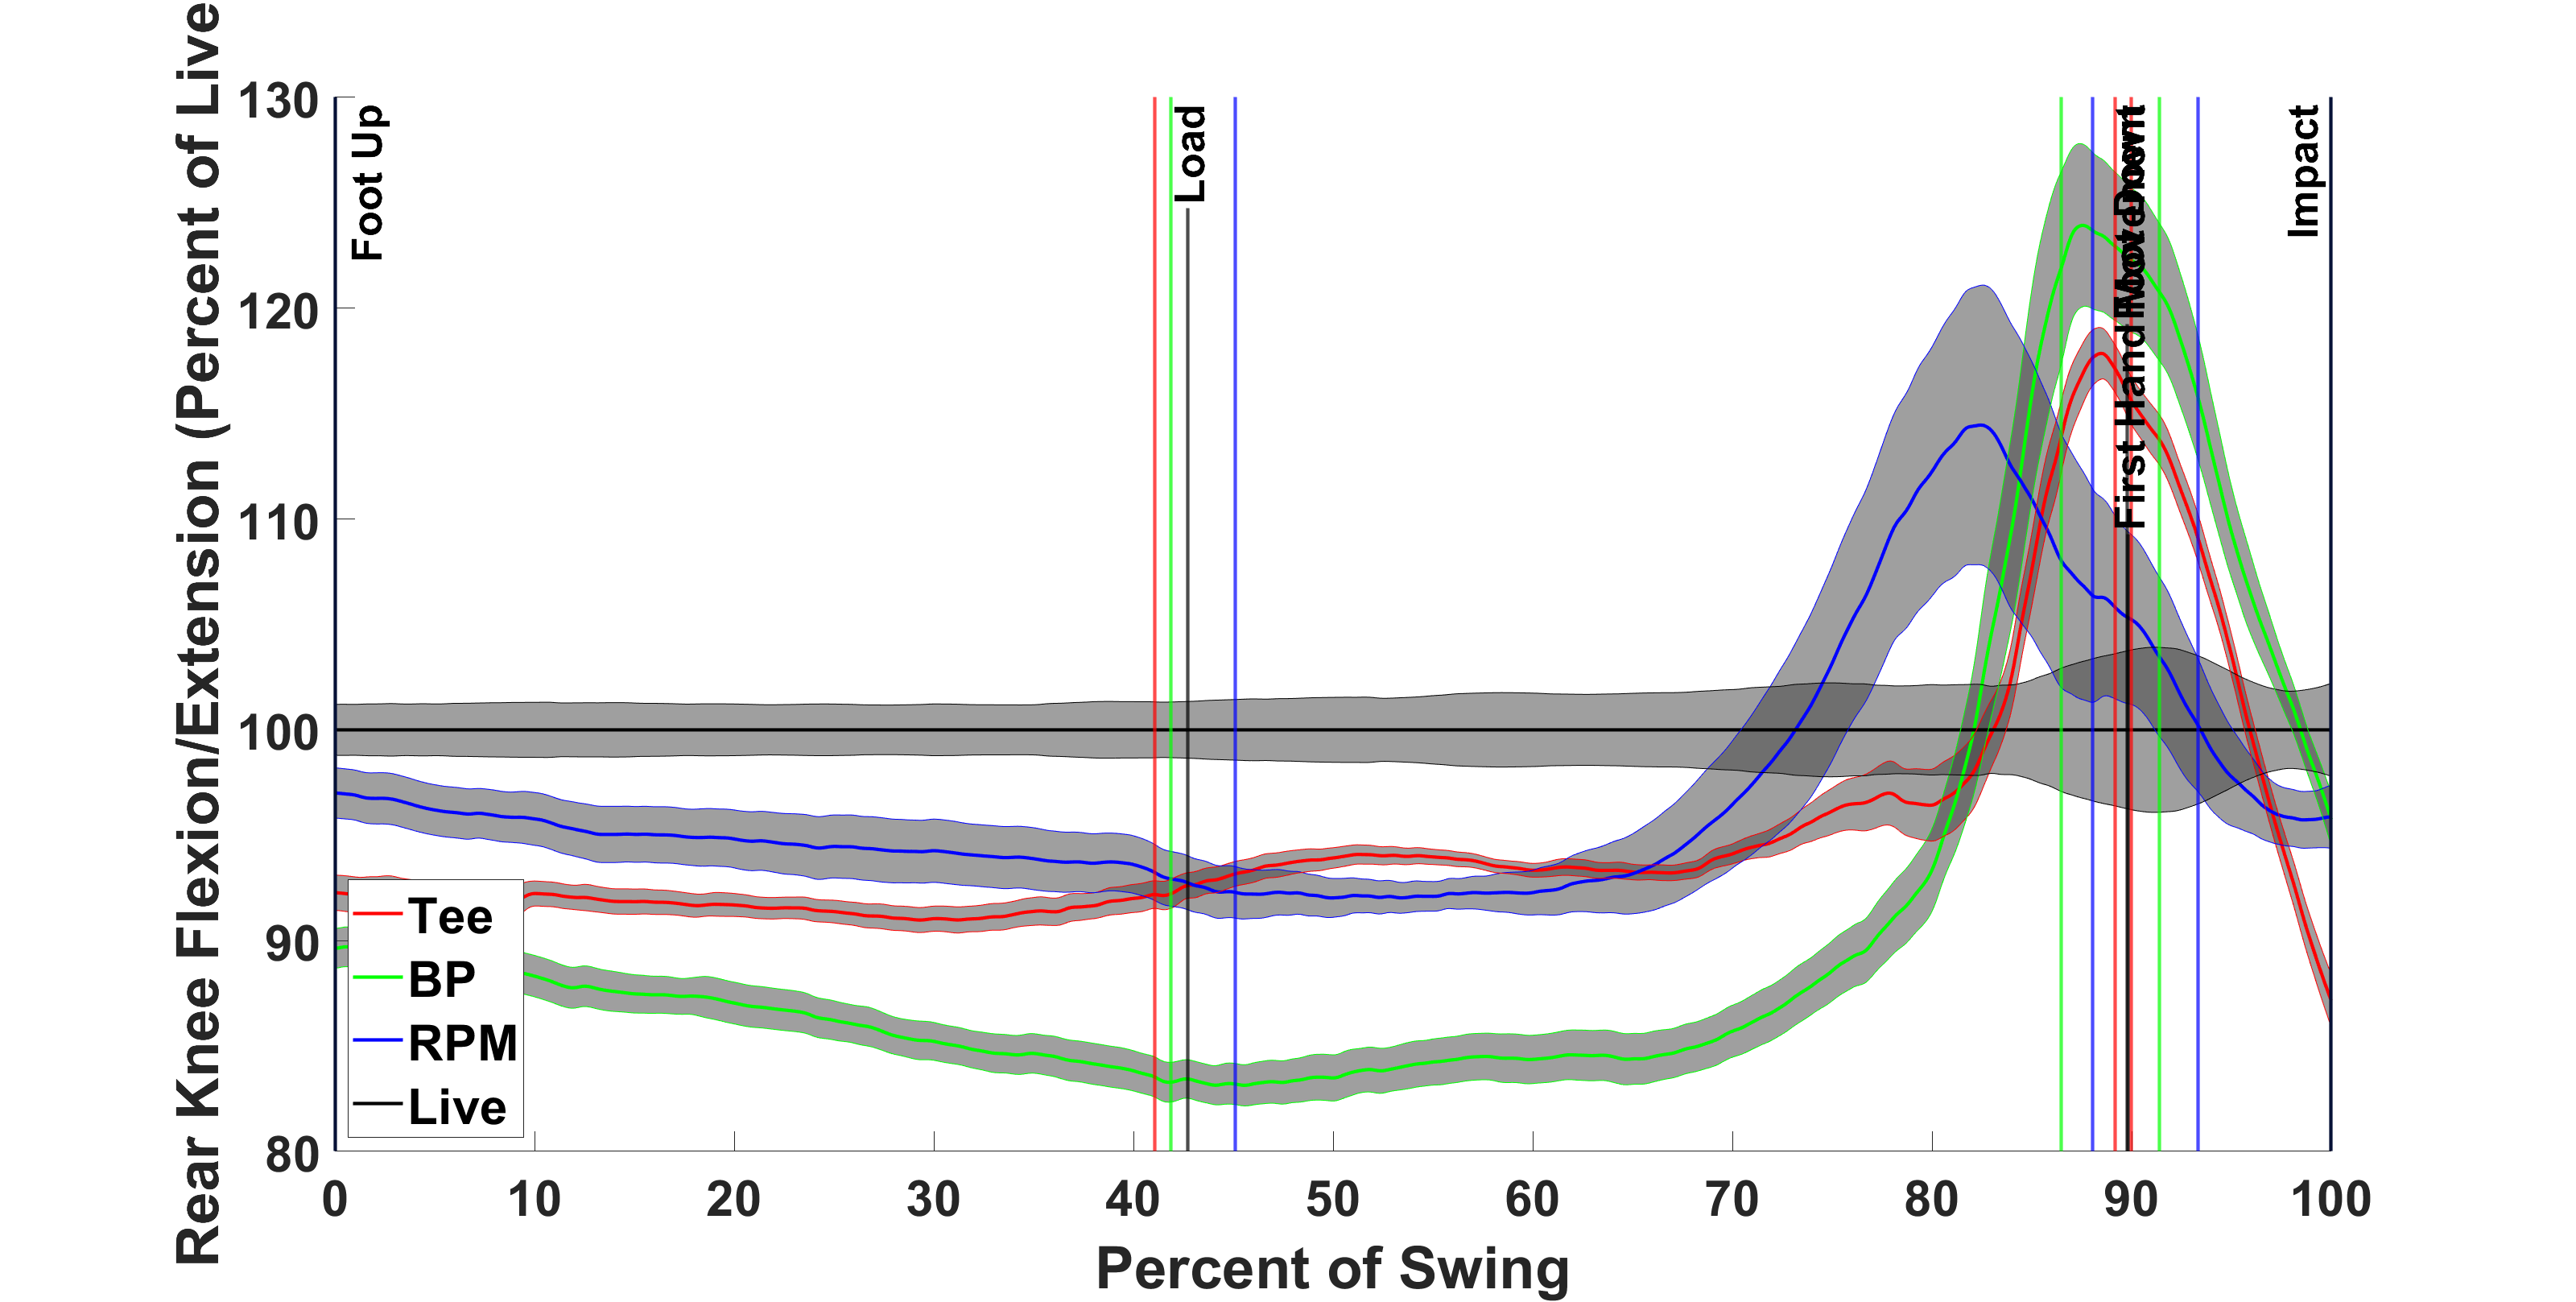 Rear Knee Flexion/Extension (Percent of Live
130
120
110
100
90
80
Foot Up
Load
First Hand Movement
Impact
Tee
BP
RPM
Live
0 10 20 30 40 50 60 70 80 90 100
Percent of Swing